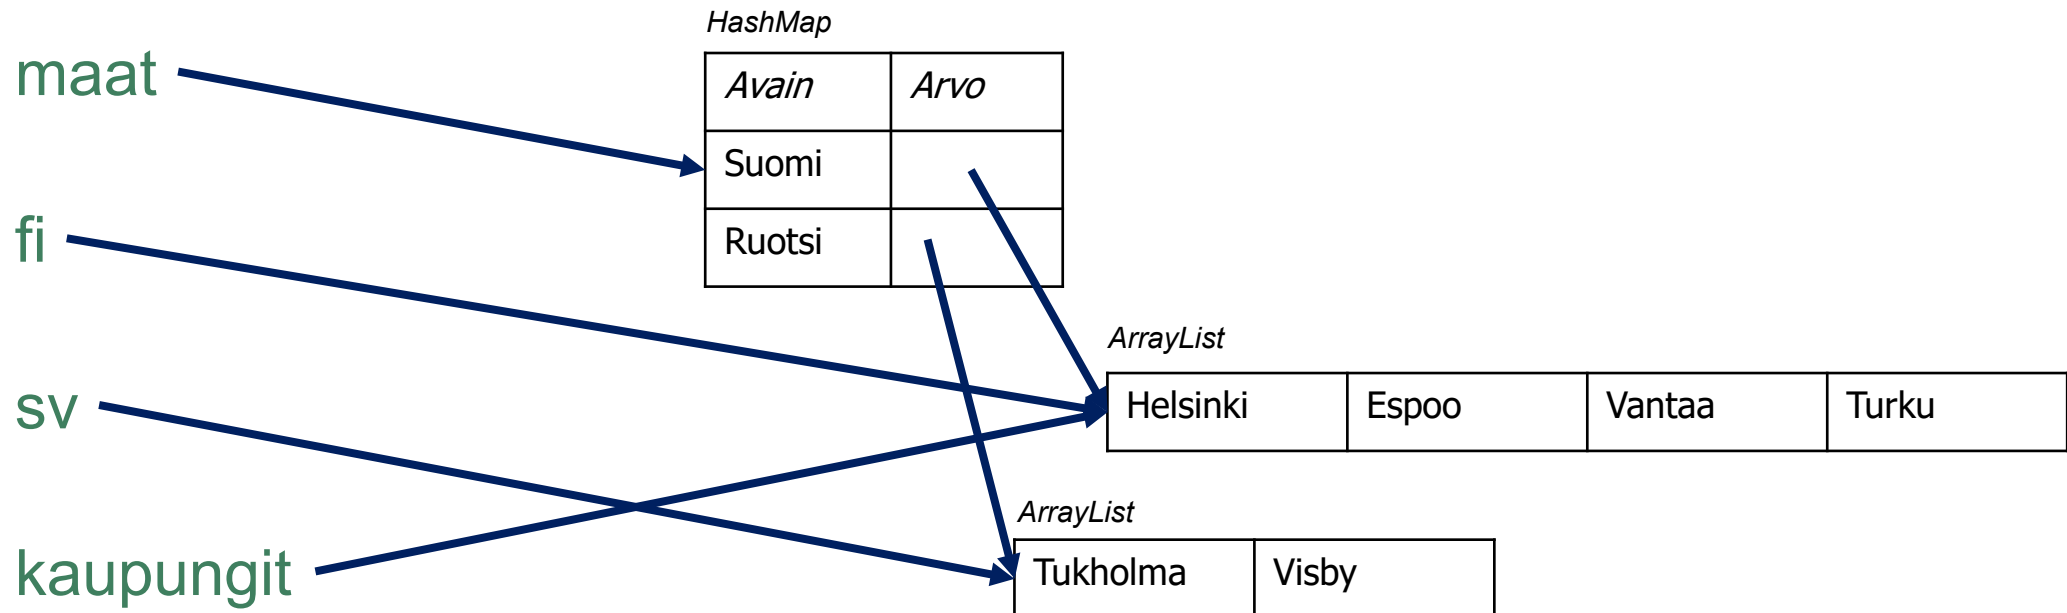 HashMap
maat
Avain Arvo
Suomi
fi
Ruotsi
ArrayList
sv
Helsinki Espoo Vantaa Turku
ArrayList
kaupungit
Tukholma Visby